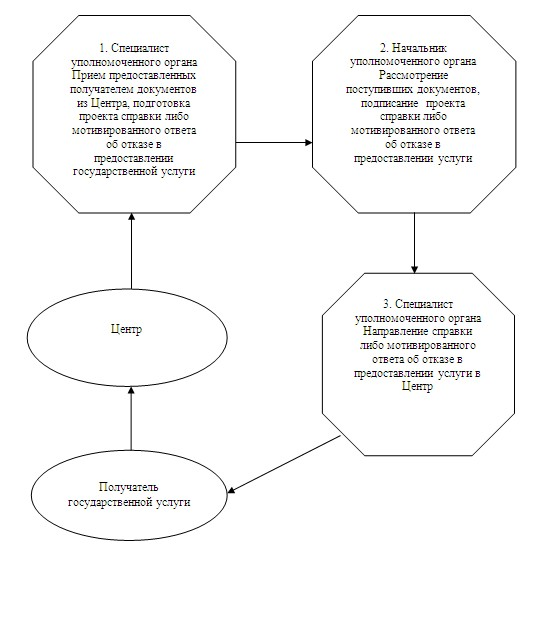 1. Специалист
уполномоченного органа
Прием предоставленных
получателем документов
из Центра, подготовка
проекта справки либо
мотивированного ответа
об отказе в
предоставлении
государственной услуги
2. Начальник
уполномоченного органа
Рассмотрение
поступивших документов,
подписание проекта
справки либо
мотивированного ответа
об отказе в
предоставлении услуги
3. Специалист
уполномоченного органа
Направление справки
либо мотивированного
ответа об отказе в
предоставлении услуги в
Центр
Центр
Получатель
государственной услуги